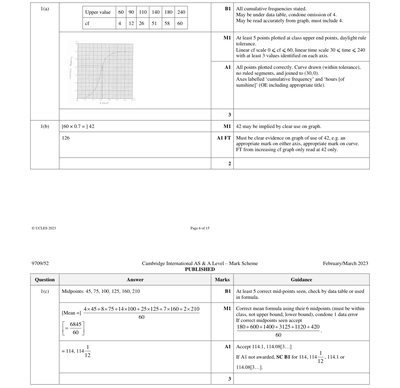 1(a)
Upper value 60 90 110 140 180 240
cf 4 12 26 51 58 60
B1 All cumulative frequencies stated.
May be under data table, condone omission of 4.
May be read accurately from graph, must include 4.
M1 At least 5 points plotted at class upper end points, daylight rule
tolerance.
Linear cf scale 0 ⩽ cf ⩽ 60, linear time scale 30 ⩽ time ⩽ 240
with at least 5 values identified on each axis.
A1 All points plotted correctly. Curve drawn (within tolerance),
no ruled segments, and joined to (30,0).
Axes labelled ‘cumulative frequency’ and ‘hours [of
sunshine]’ (OE including appropriate title).
3
1(b) [60 × 0.7 = ] 42 M1 42 may be implied by clear use on graph.
126 A1 FT Must be clear evidence on graph of use of 42, e.g. an
appropriate mark on either axis, appropriate mark on curve.
FT from increasing cf graph only read at 42 only.
2
© UCLES 2023 Page 6 of 15
9709/52 Cambridge International AS & A Level – Mark Scheme February/March 2023
PUBLISHED
Question Answer Marks Guidance
1(c) Midpoints: 45, 75, 100, 125, 160, 210 B1 At least 5 correct mid-points seen, check by data table or used
in formula.
[Mean =] (4×45+8×75+14×100+25×125+7×160+2×210)/60
M1 Correct mean formula using their 6 midpoints (must be within
class, not upper bound, lower bound), condone 1 data error
If correct midpoints seen accept
(180+600+1400+3125+1120+420)/60 .
[= 6845/60]
= 114, 114 1/12
A1 Accept 114.1, 114.08[3…]
If A1 not awarded, SC B1 for 114, 114 1/12 , 114.1 or
114.08[3…].
3